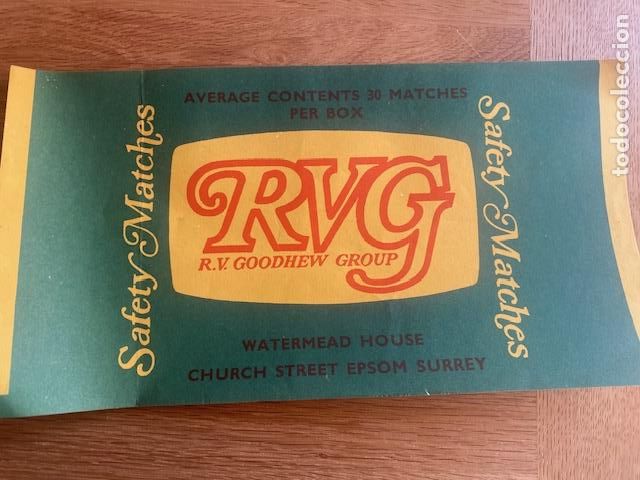 AVERAGE CONTENTS 30 MATCHES
PER BOX
Safety Matches
RVG
R.V. GOODHEW GROUP
Safety Matches
WATERMEAD HOUSE
CHURCH STREET EPSOM SURREY
todocoleccion